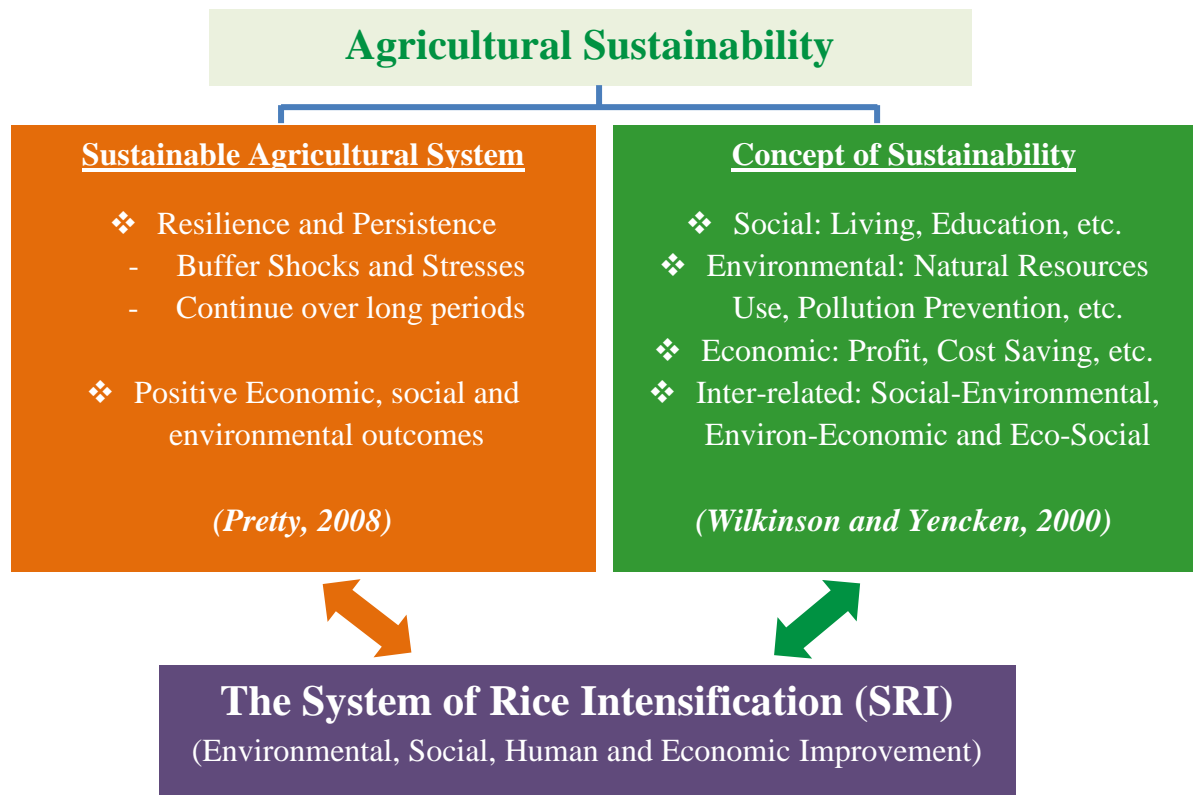 Agricultural Sustainability
Sustainable Agricultural System
❖ Resilience and Persistence
- Buffer Shocks and Stresses
- Continue over long periods
❖ Positive Economic, social and
environmental outcomes
(Pretty, 2008)
Concept of Sustainability
❖ Social: Living, Education, etc.
❖ Environmental: Natural Resources
Use, Pollution Prevention, etc.
❖ Economic: Profit, Cost Saving, etc.
❖ Inter-related: Social-Environmental,
Environ-Economic and Eco-Social
(Wilkinson and Yencken, 2000)
The System of Rice Intensification (SRI)
(Environmental, Social, Human and Economic Improvement)